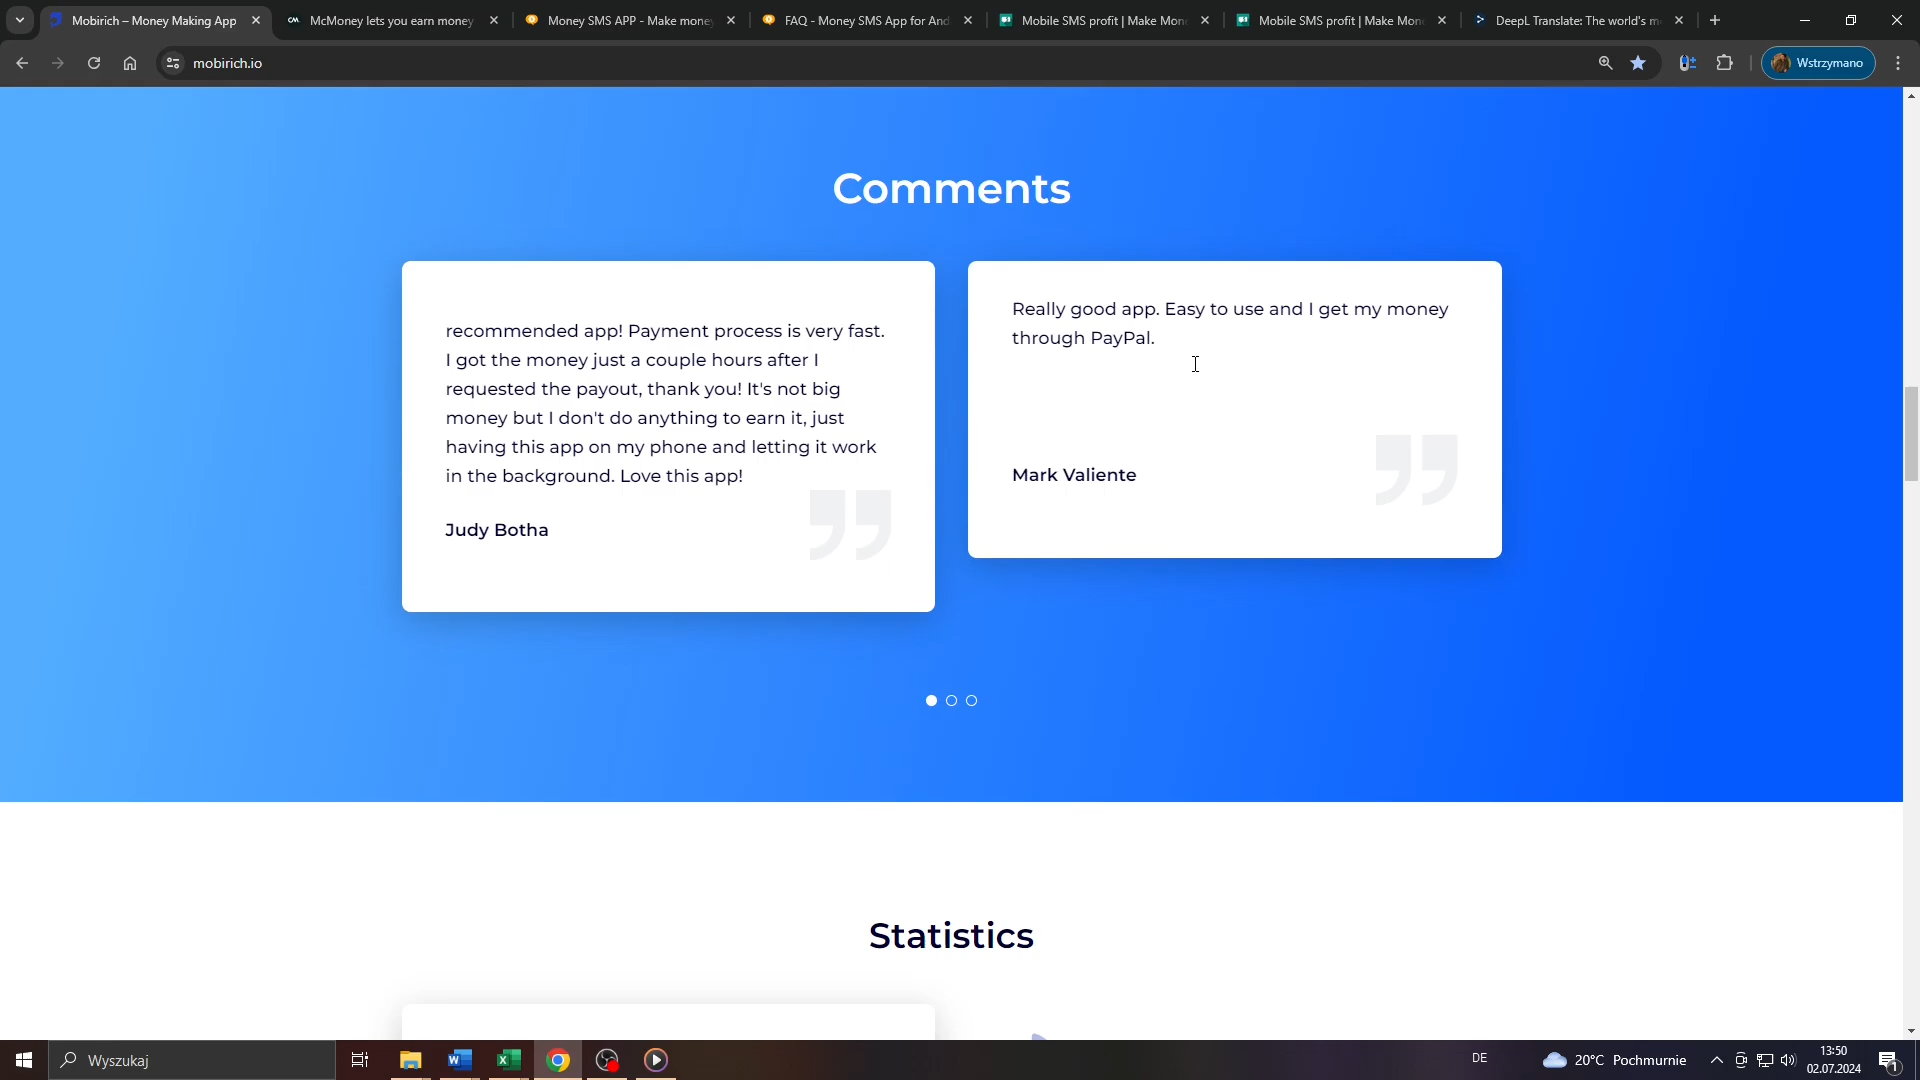 Mobirich – Money Making App
McMoney lets you earn money
Money SMS APP - Make money
FAQ - Money SMS App for And
Mobile SMS profit | Make Mon
Mobile SMS profit | Make Mon
DeepL Translate: The world's m
mobirich.io
Wstrzymano
Comments
recommended app! Payment process is very fast.
I got the money just a couple hours after I
requested the payout, thank you! It's not big
money but I don't do anything to earn it, just
having this app on my phone and letting it work
in the background. Love this app!
Judy Botha
Really good app. Easy to use and I get my money
through PayPal.
Mark Valiente
Statistics
Wyszukaj
DE
20°C Pochmurnie
13:50
02.07.2024
1